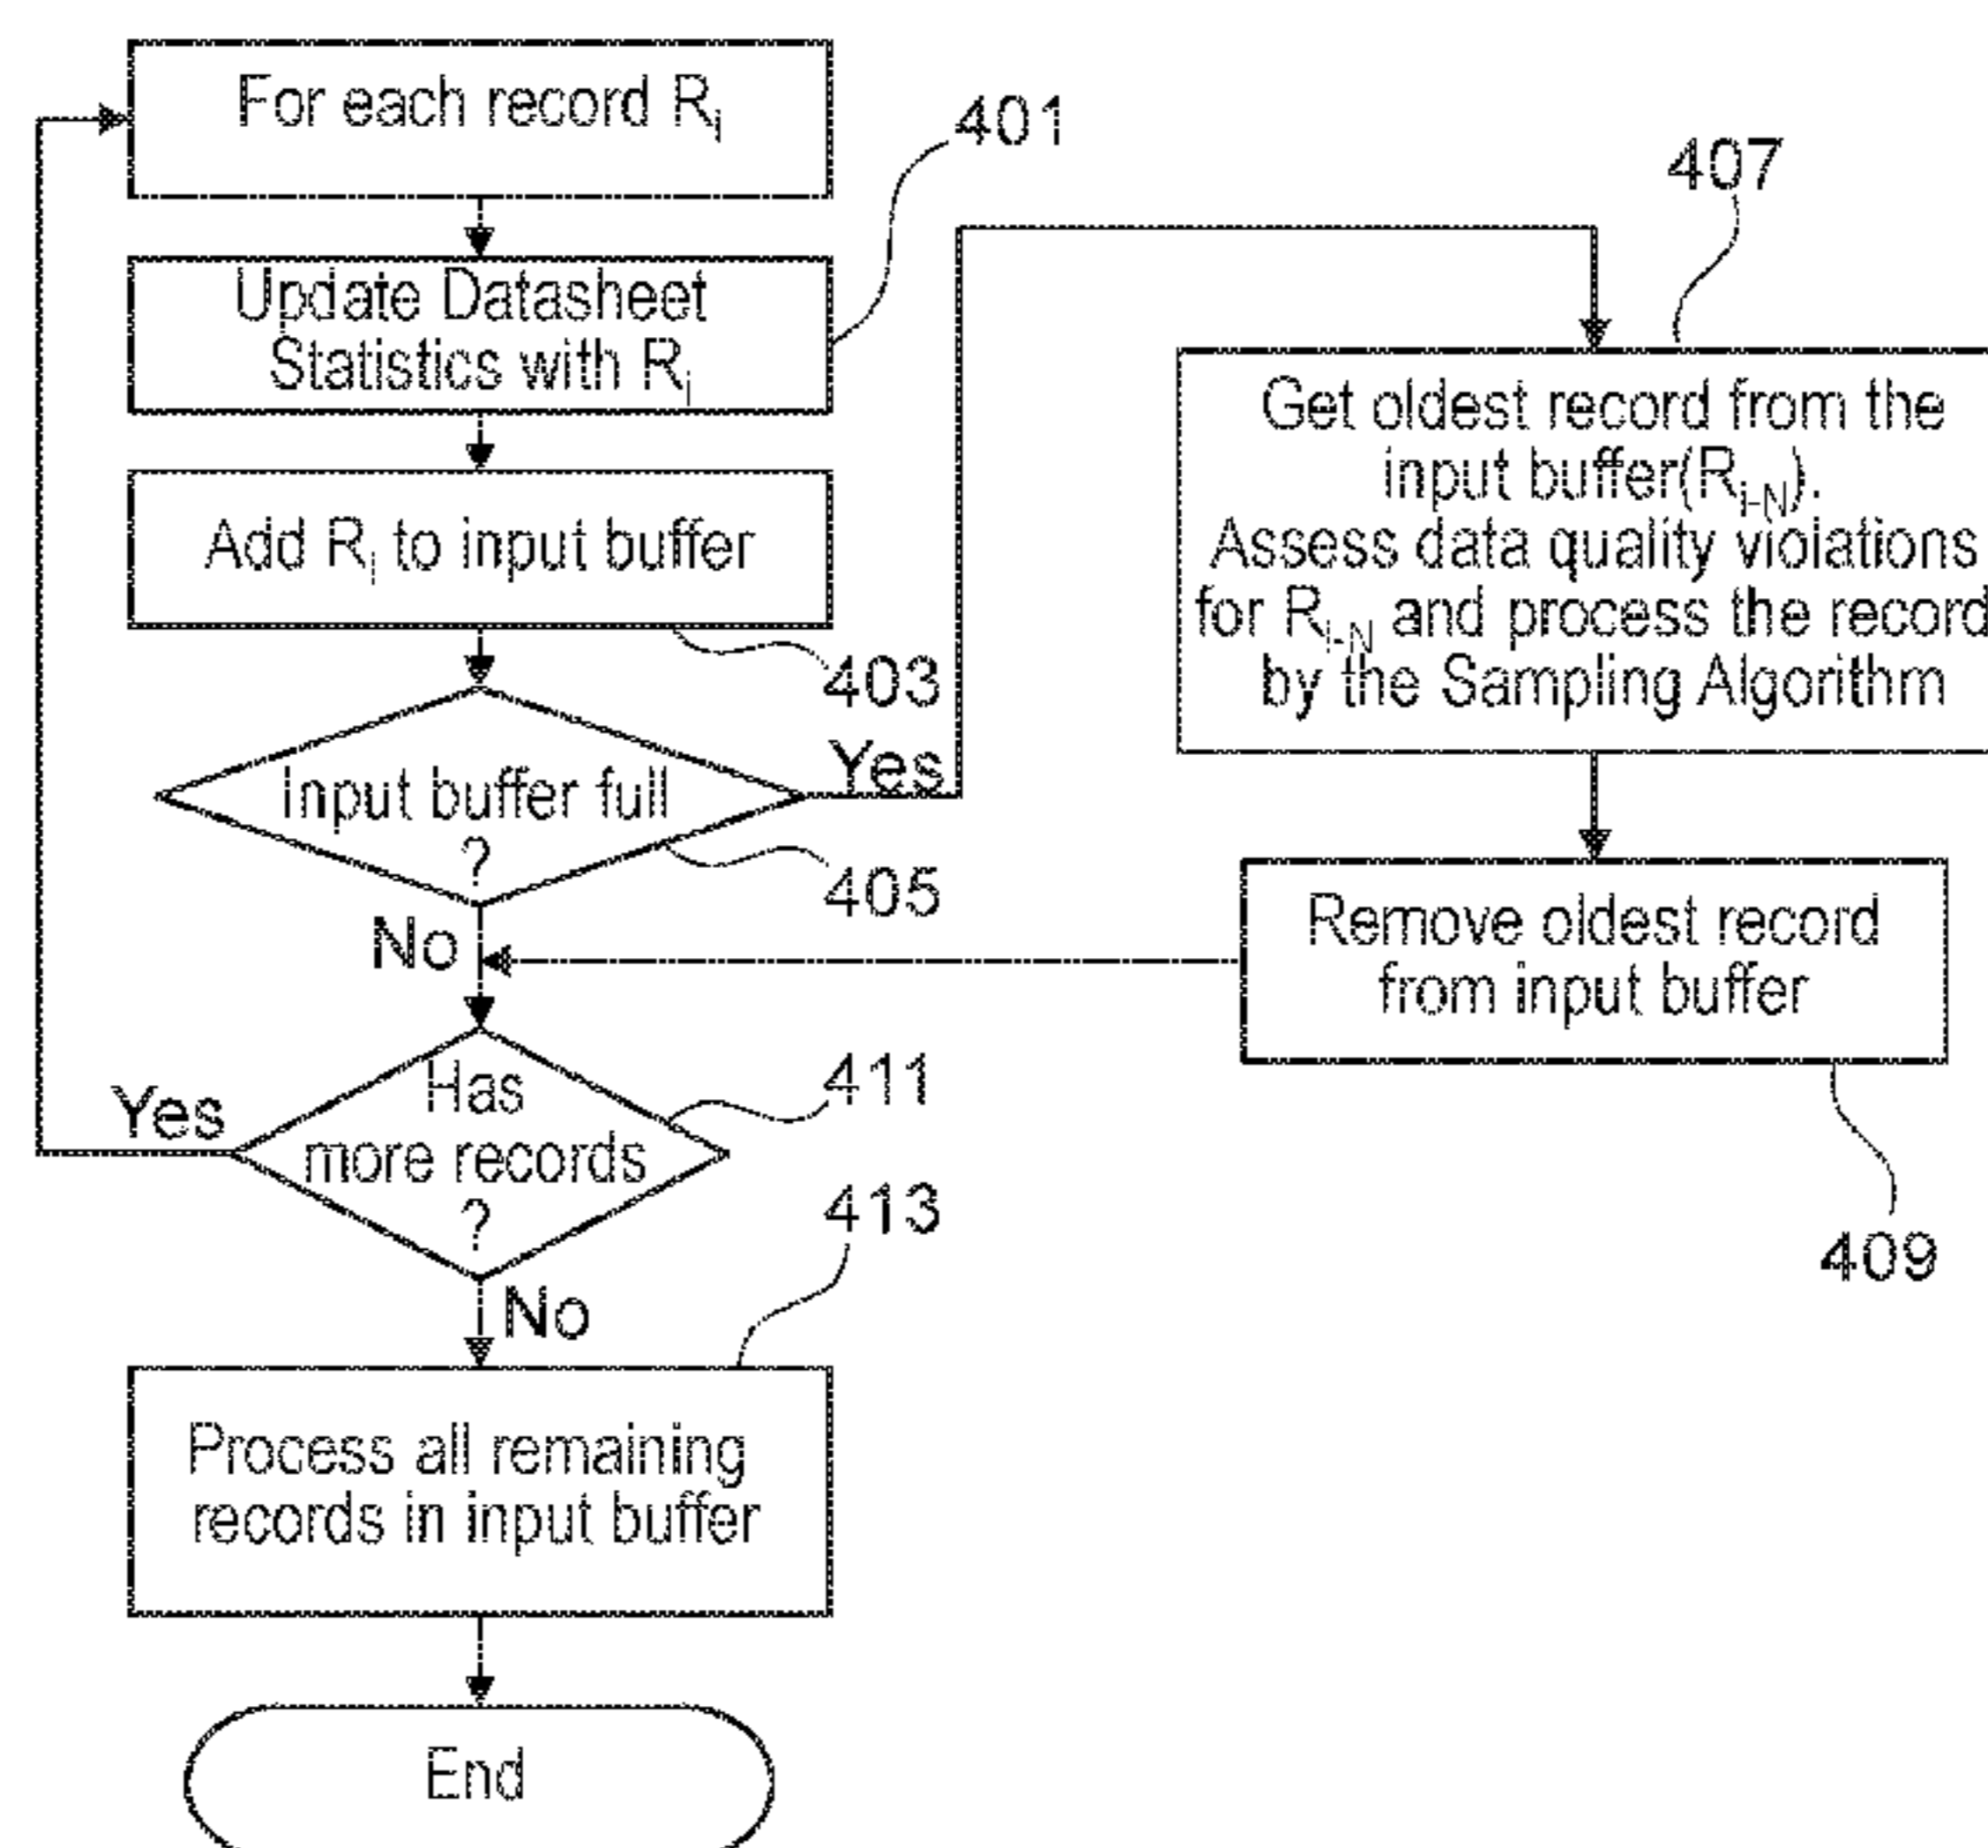 For each record Ri
401
Update Datasheet
Statistics with Ri
Add Ri to input buffer
403
Input buffer full
?
Yes
405
No
407
Get oldest record from the
input buffer(Ri-N).
Assess data quality violations
for Ri-N and process the record
by the Sampling Algorithm
Remove oldest record
from input buffer
409
Has
more records
?
411
Yes
No
413
Process all remaining
records in input buffer
End